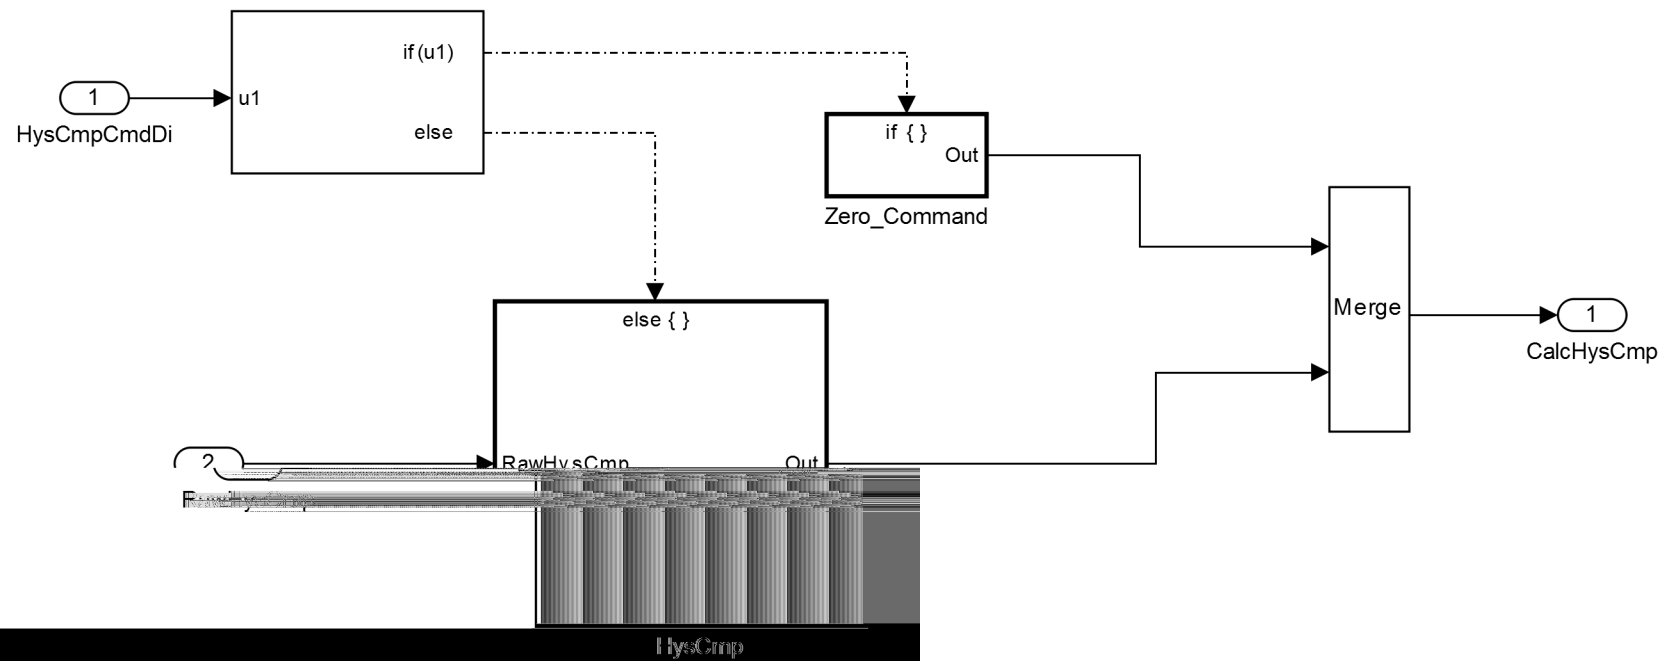 if(u1)
1
u1
HysCmpCmdDi
else
if { }
Out
Zero_Command
Merge
1
CalcHysCmp
else { }
2
RawHysCmp
Out
HysCmp